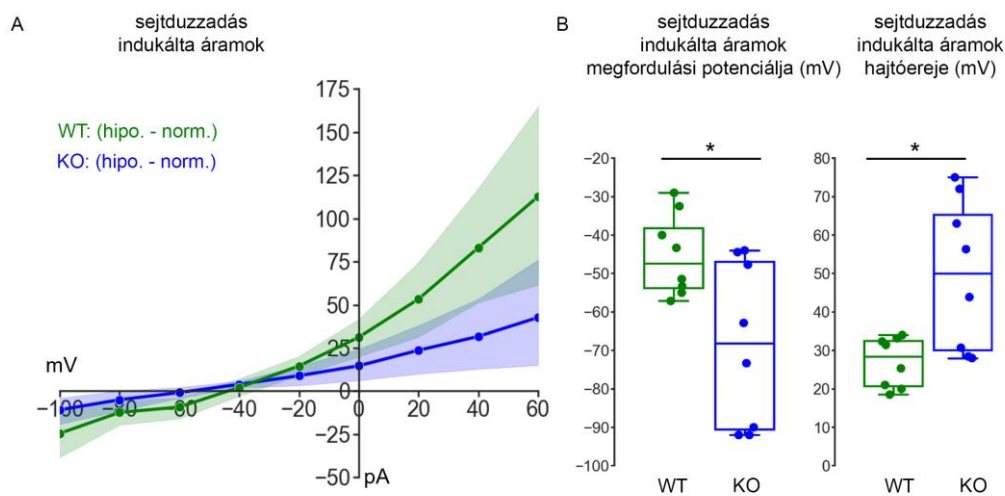 A
sejtduzzadás
indukálta áramok
WT: (hipo. - norm.)
KO: (hipo. - norm.)
mV
175
150
125
100
75
50
25
0
−25
−50
pA
−100 −80 −60 −40 −20 0 20 40 60
B
sejtduzzadás
indukálta áramok
megfordulási potenciálja (mV)
*
−20
−30
−40
−50
−60
−70
−80
−90
−100
WT KO
sejtduzzadás
indukálta áramok
hajtóereje (mV)
*
80
70
60
50
40
30
20
10
0
WT KO